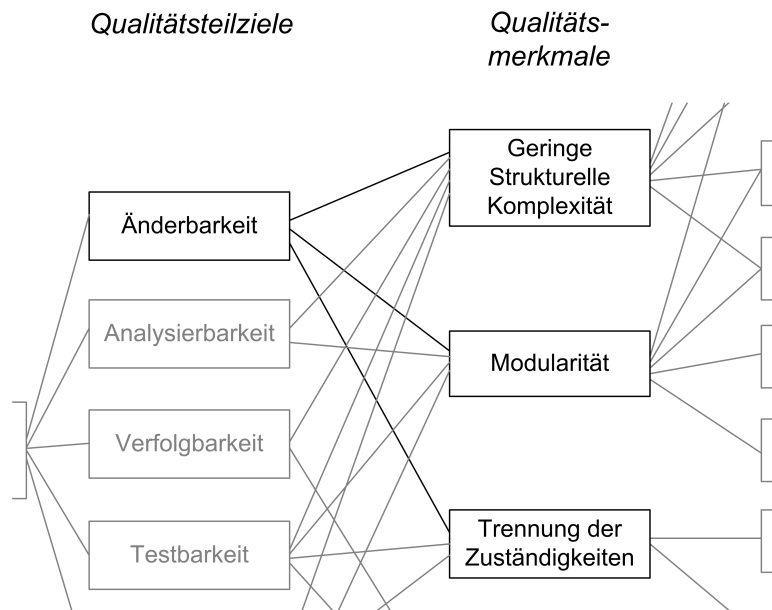 Qualitätsteilziele
Qualitäts-
merkmale
Änderbarkeit
Analysierbarkeit
Verfolgbarkeit
Testbarkeit
Geringe
Strukturelle
Komplexität
Modularität
Trennung der
Zuständigkeiten